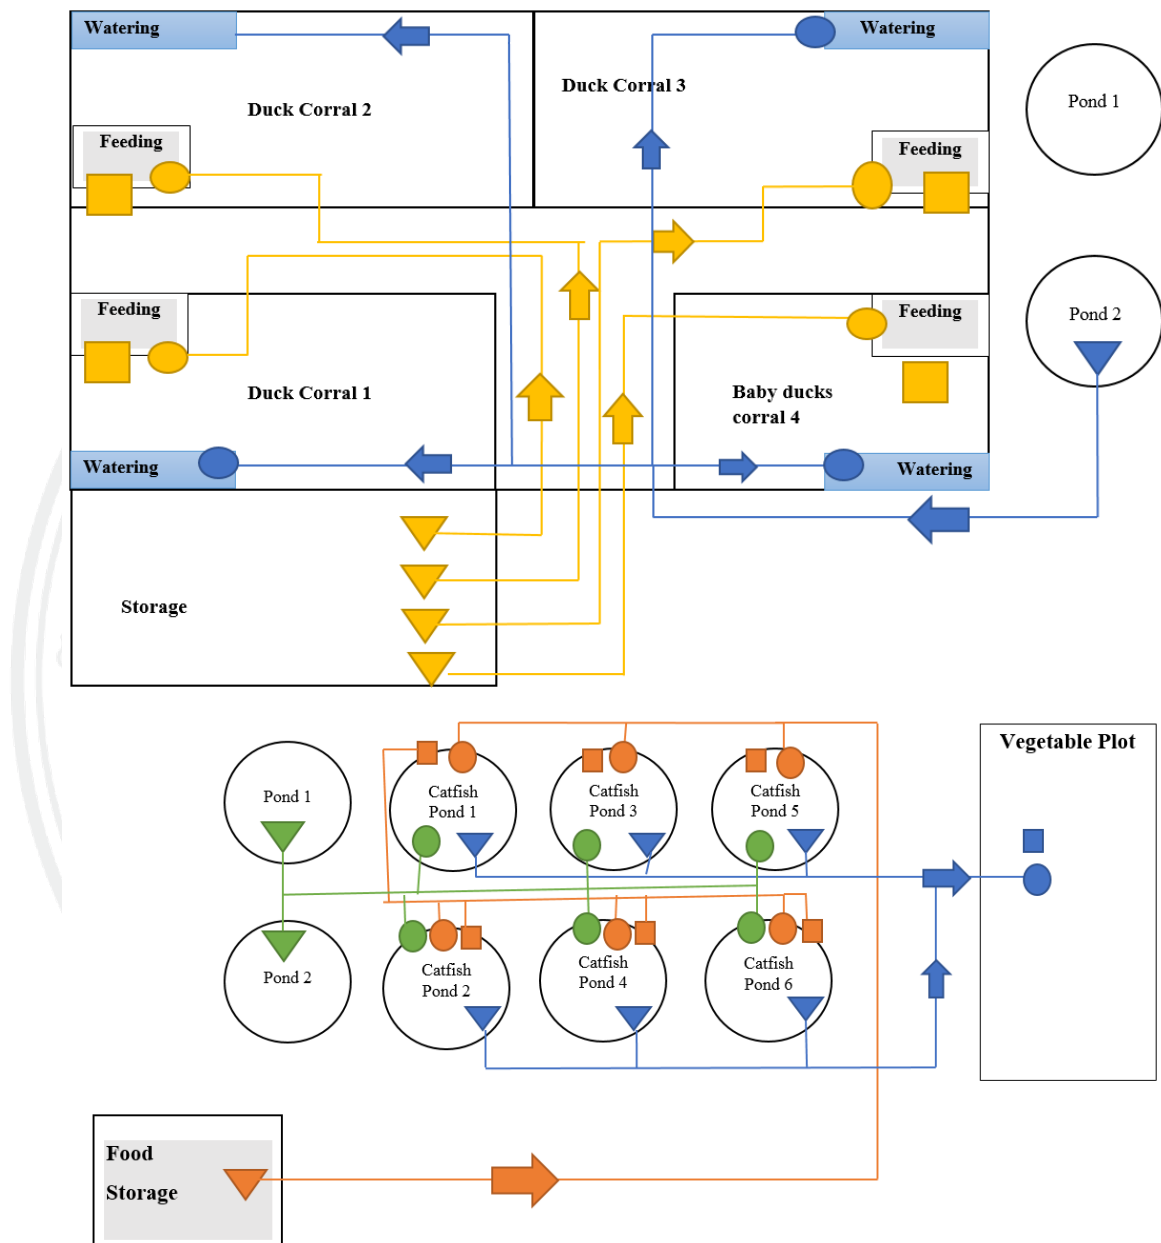 Watering
Watering
Duck Corral 2
Duck Corral 3
Pond 1
Feeding
Feeding
Feeding
Feeding
Pond 2
Duck Corral 1
Baby ducks
corral 4
Watering
Watering
Storage
Vegetable Plot
Pond 1
Catfish
Pond 1
Catfish
Pond 3
Catfish
Pond 5
Pond 2
Catfish
Pond 2
Catfish
Pond 4
Catfish
Pond 6
Food
Storage